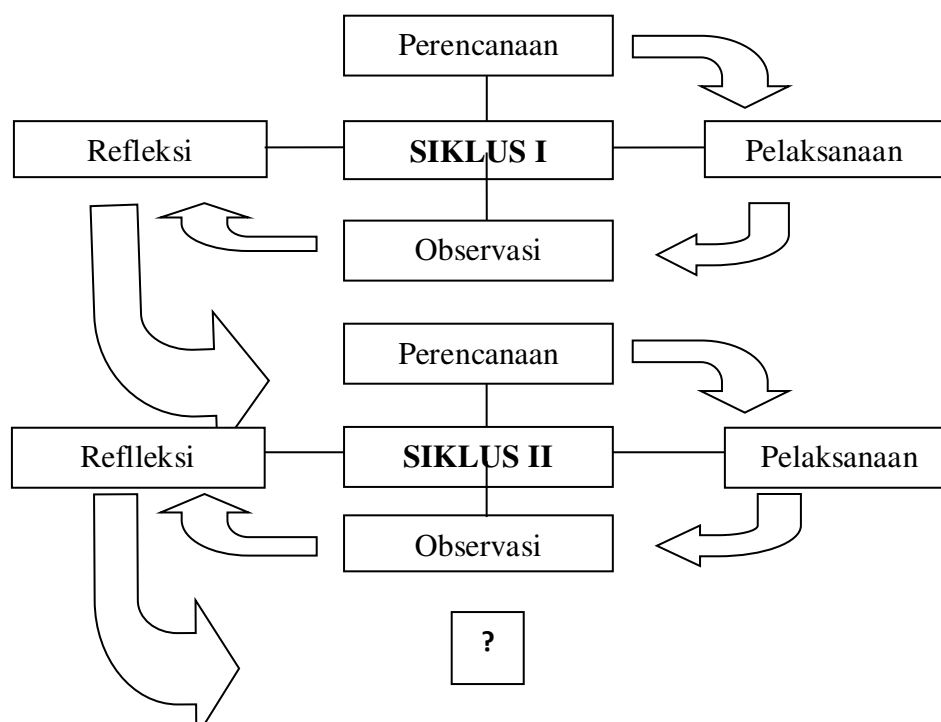 Perencanaan
Refleksi
SIKLUS I
Pelaksanaan
Observasi
Perencanaan
Reflleksi
SIKLUS II
Pelaksanaan
Observasi
?